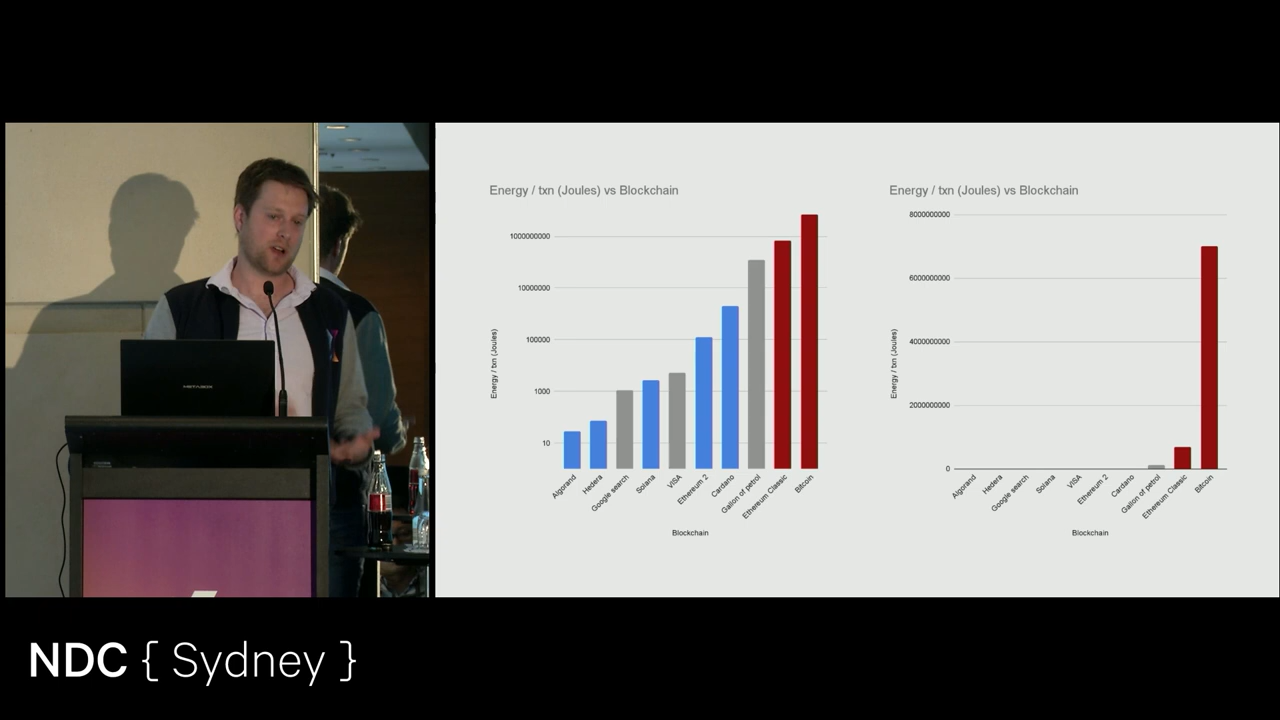 METABOX
Energy / txn (Joules) vs Blockchain
Energy / txn (Joules)
1000000000
10000000
100000
1000
10
Algorand
Hedera
Google search
Solana
VISA
Ethereum 2
Cardano
Gallon of petrol
Ethereum Classic
Bitcoin
Blockchain
Energy / txn (Joules) vs Blockchain
Energy / txn (Joules)
8000000000
6000000000
4000000000
2000000000
0
Algorand
Hedera
Google search
Solana
VISA
Ethereum 2
Cardano
Gallon of petrol
Ethereum Classic
Bitcoin
Blockchain
NDC { Sydney }